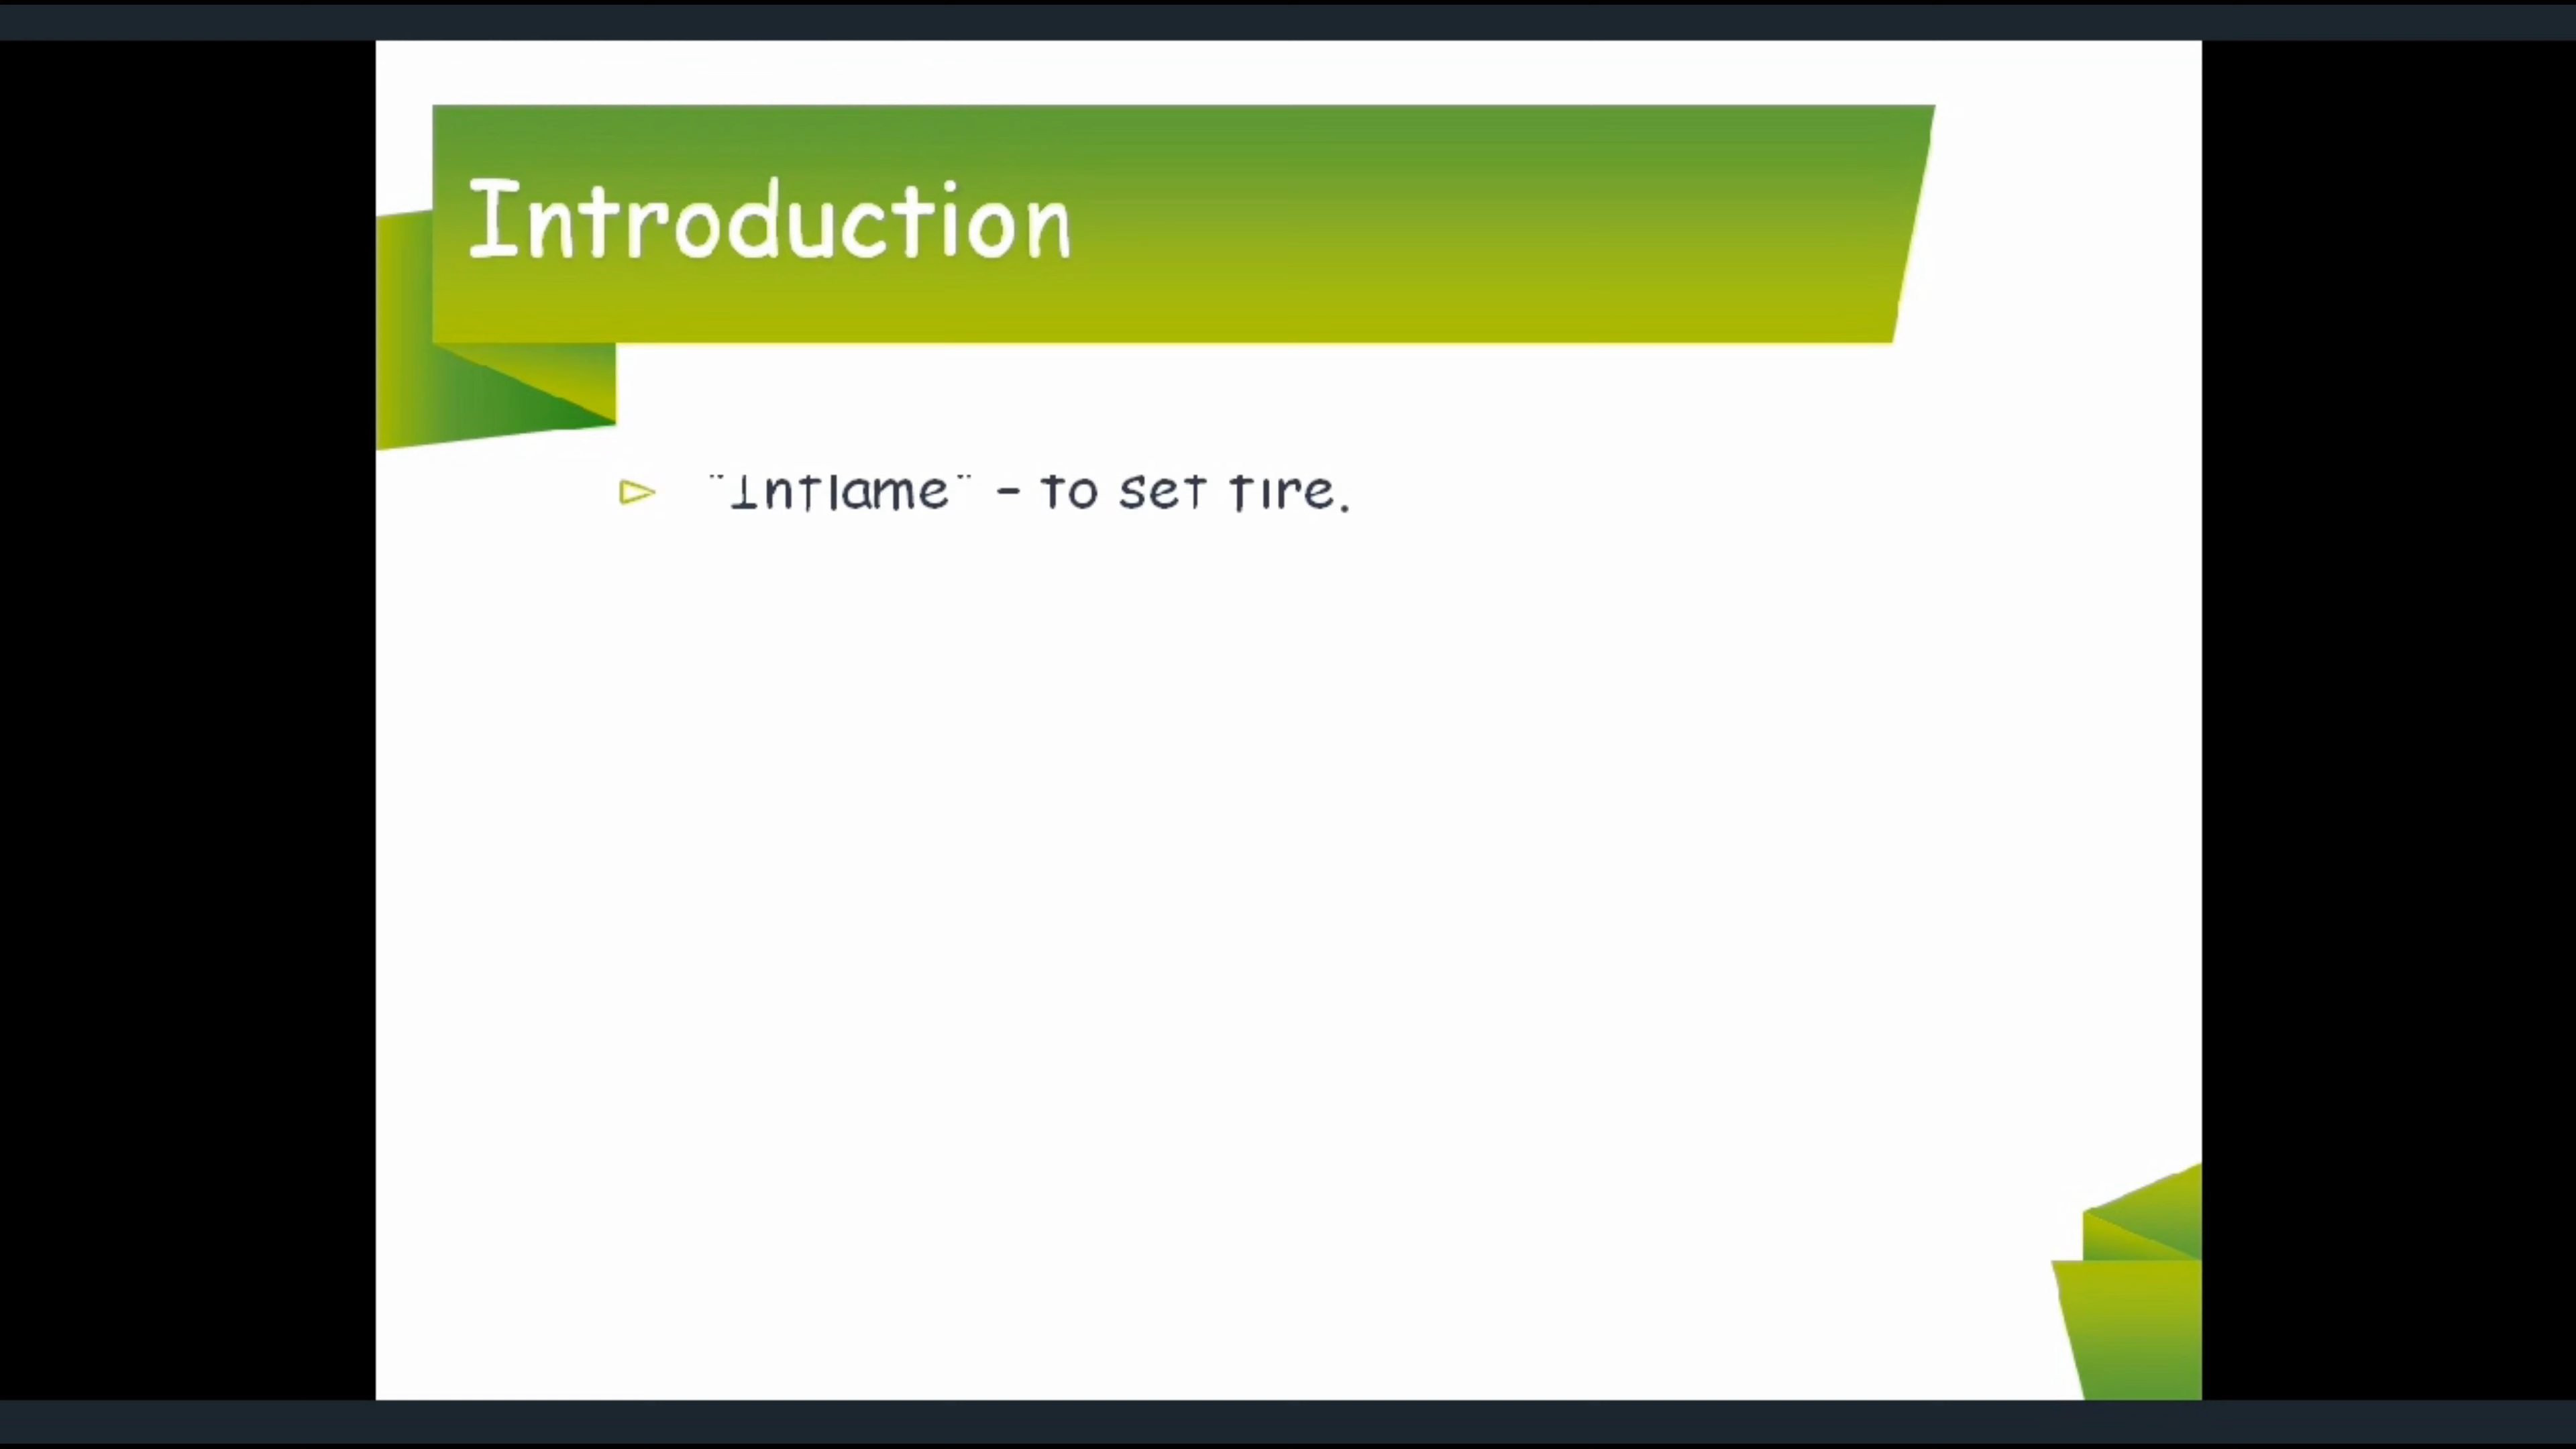 Introduction
"Inflame" – to set fire.